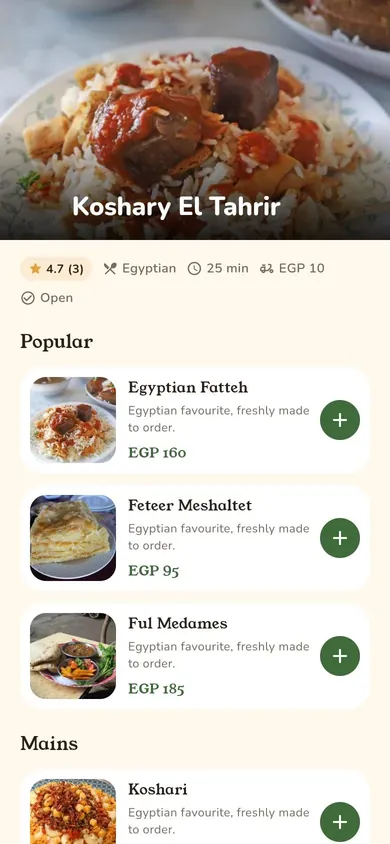 Koshary El Tahrir
4.7 (3) Egyptian 25 min EGP 10
Open
Popular
Egyptian Fatteh
Egyptian favourite, freshly made
to order.
EGP 160
Feteer Meshaltet
Egyptian favourite, freshly made
to order.
EGP 95
Ful Medames
Egyptian favourite, freshly made
to order.
EGP 185
Mains
Koshari
Egyptian favourite, freshly made
to order.